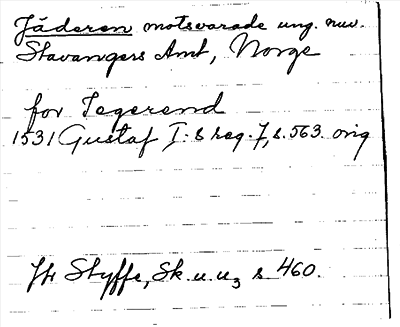 Jäderen motsvarade ung. nuv.
Stavangers Amt, Norge
for Tegerend
1531 Gustaf I:s reg. 7, s. 563. orig
Jfr Styffe, Sk u u3 s 460.